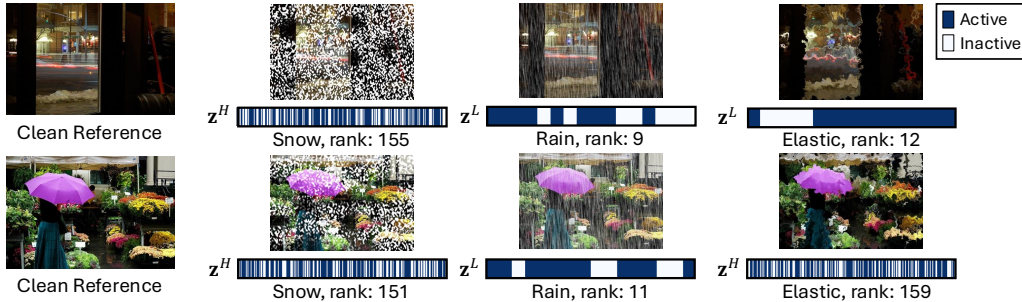 Active
Inactive
Clean Reference
z^H
Snow, rank: 155
z^L
Rain, rank: 9
z^L
Elastic, rank: 12
Clean Reference
z^H
Snow, rank: 151
z^L
Rain, rank: 11
z^H
Elastic, rank: 159